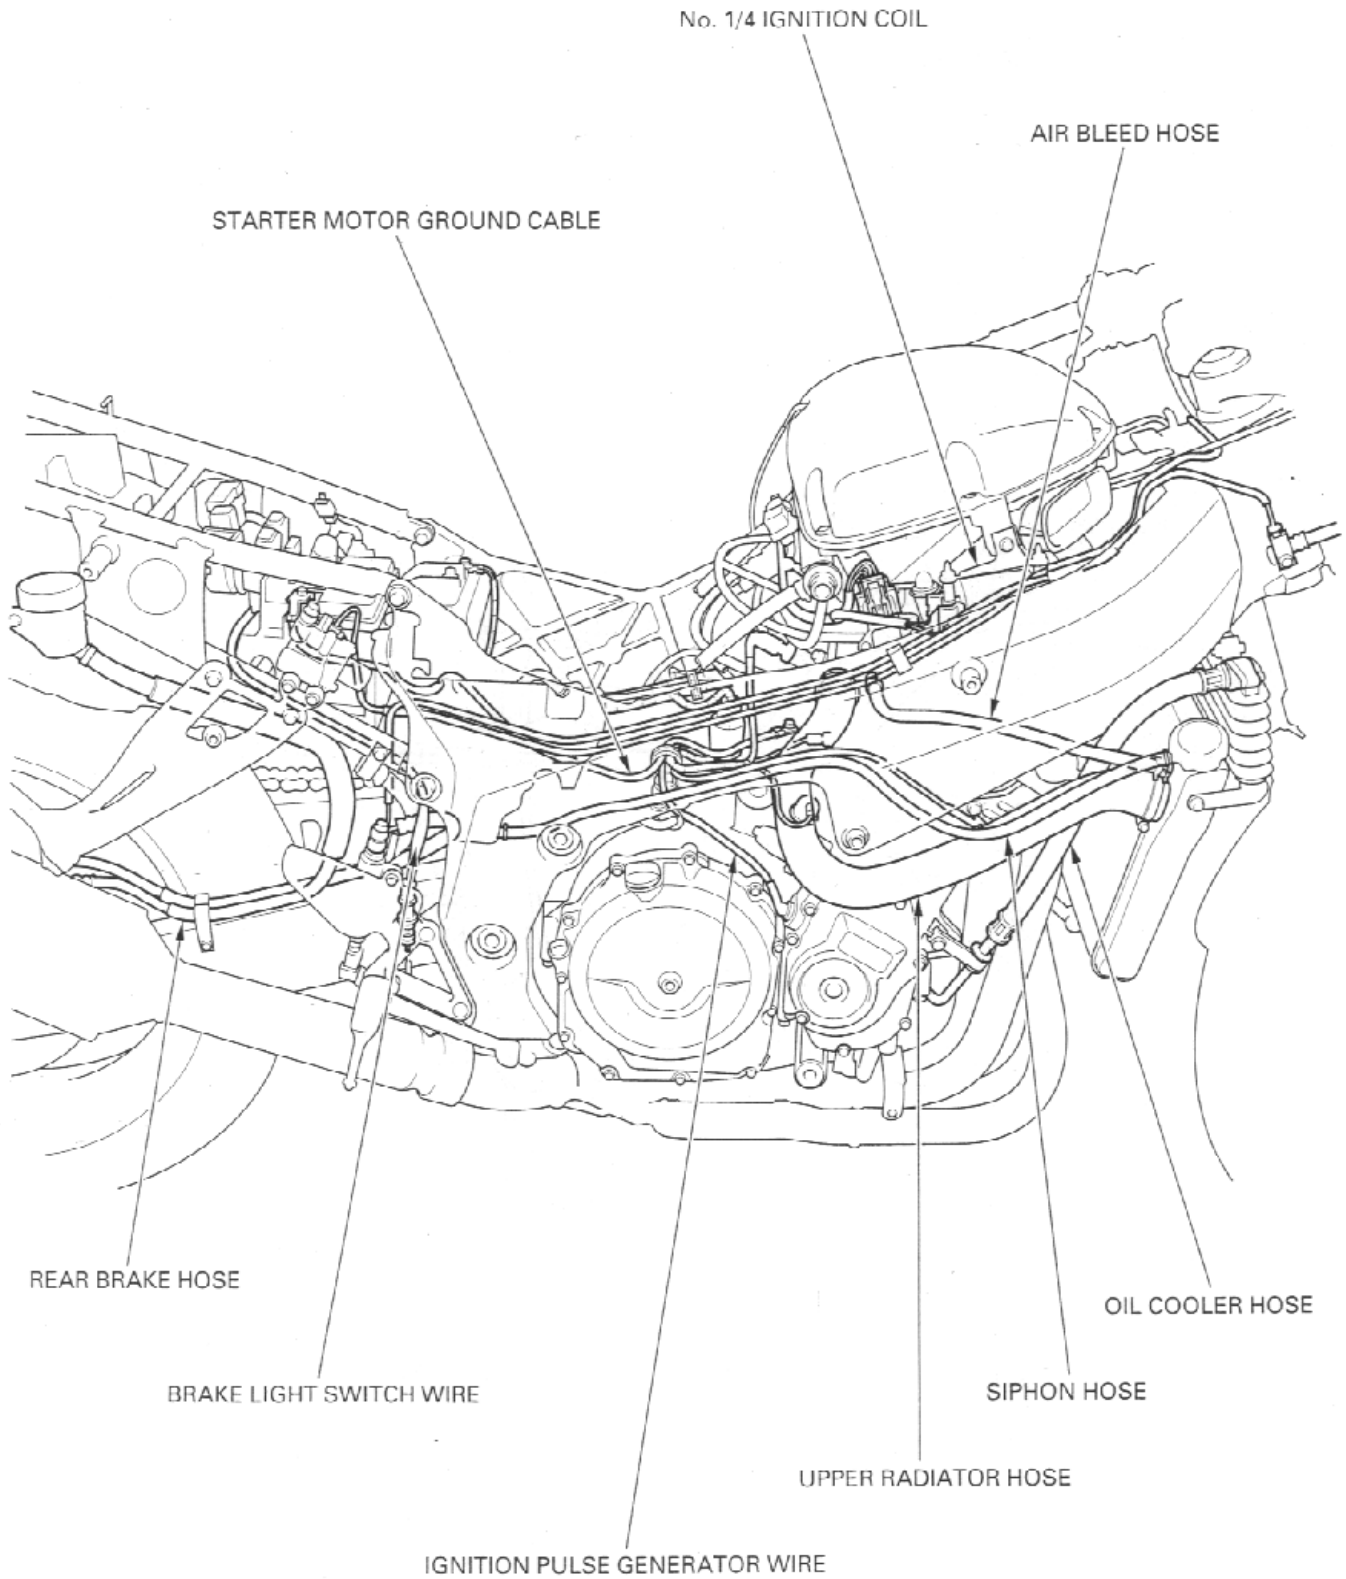 No. 1/4 IGNITION COIL
AIR BLEED HOSE
STARTER MOTOR GROUND CABLE
REAR BRAKE HOSE
OIL COOLER HOSE
BRAKE LIGHT SWITCH WIRE
SIPHON HOSE
UPPER RADIATOR HOSE
IGNITION PULSE GENERATOR WIRE